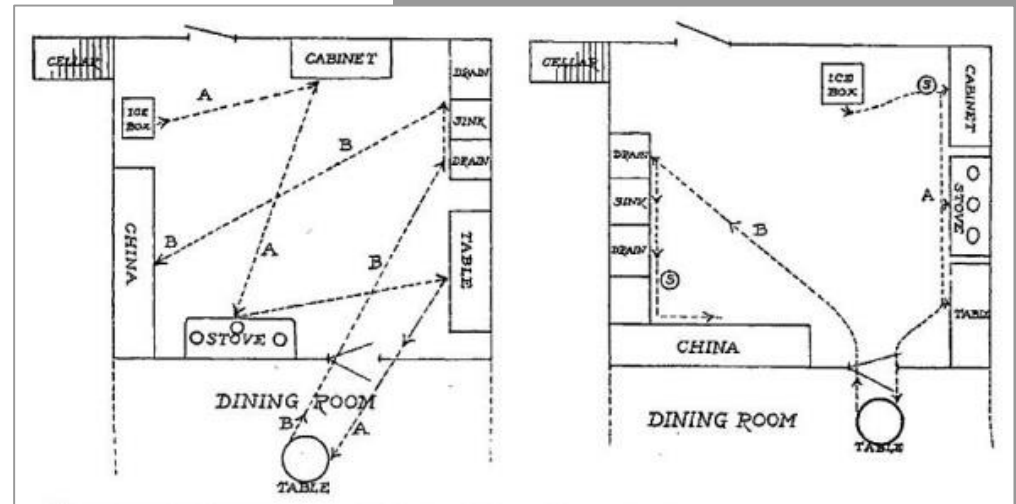 CELLAR
CABINET
DRAIN
ICE
BOX
A
SINK
B
DRAIN
CHINA
B
A
B
TABLE
STOVE
DINING ROOM
B
A
TABLE
CELLAR
ICE
BOX
S
CABINET
DRAIN
SINK
A
STOVE
B
DRAIN
S
TABLE
CHINA
DINING ROOM
TABLE